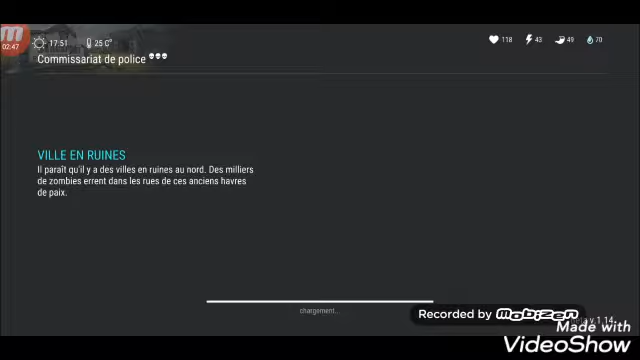 02:47
17:51
25 C°
118
43
49
70
Commissariat de police
VILLE EN RUINES
Il paraît qu'il y a des villes en ruines au nord. Des milliers
de zombies errent dans les rues de ces anciens havres
de paix.
chargement...
Recorded by mobizen
v.1.14
Made with
VideoShow